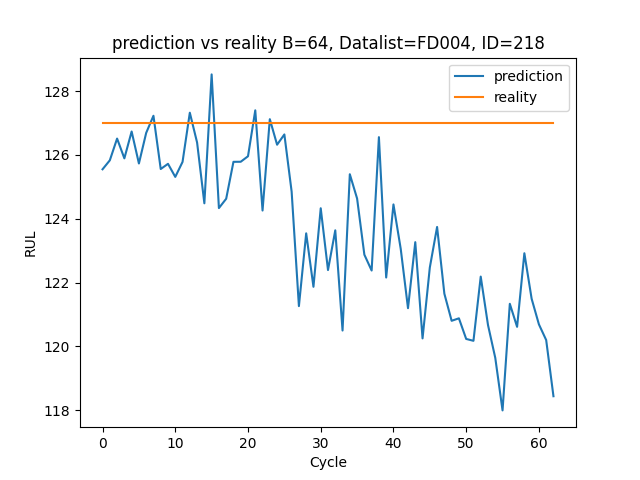 prediction vs reality B=64, Datalist=FD004, ID=218
prediction
reality
128
126
124
122
120
118
RUL
0 10 20 30 40 50 60
Cycle